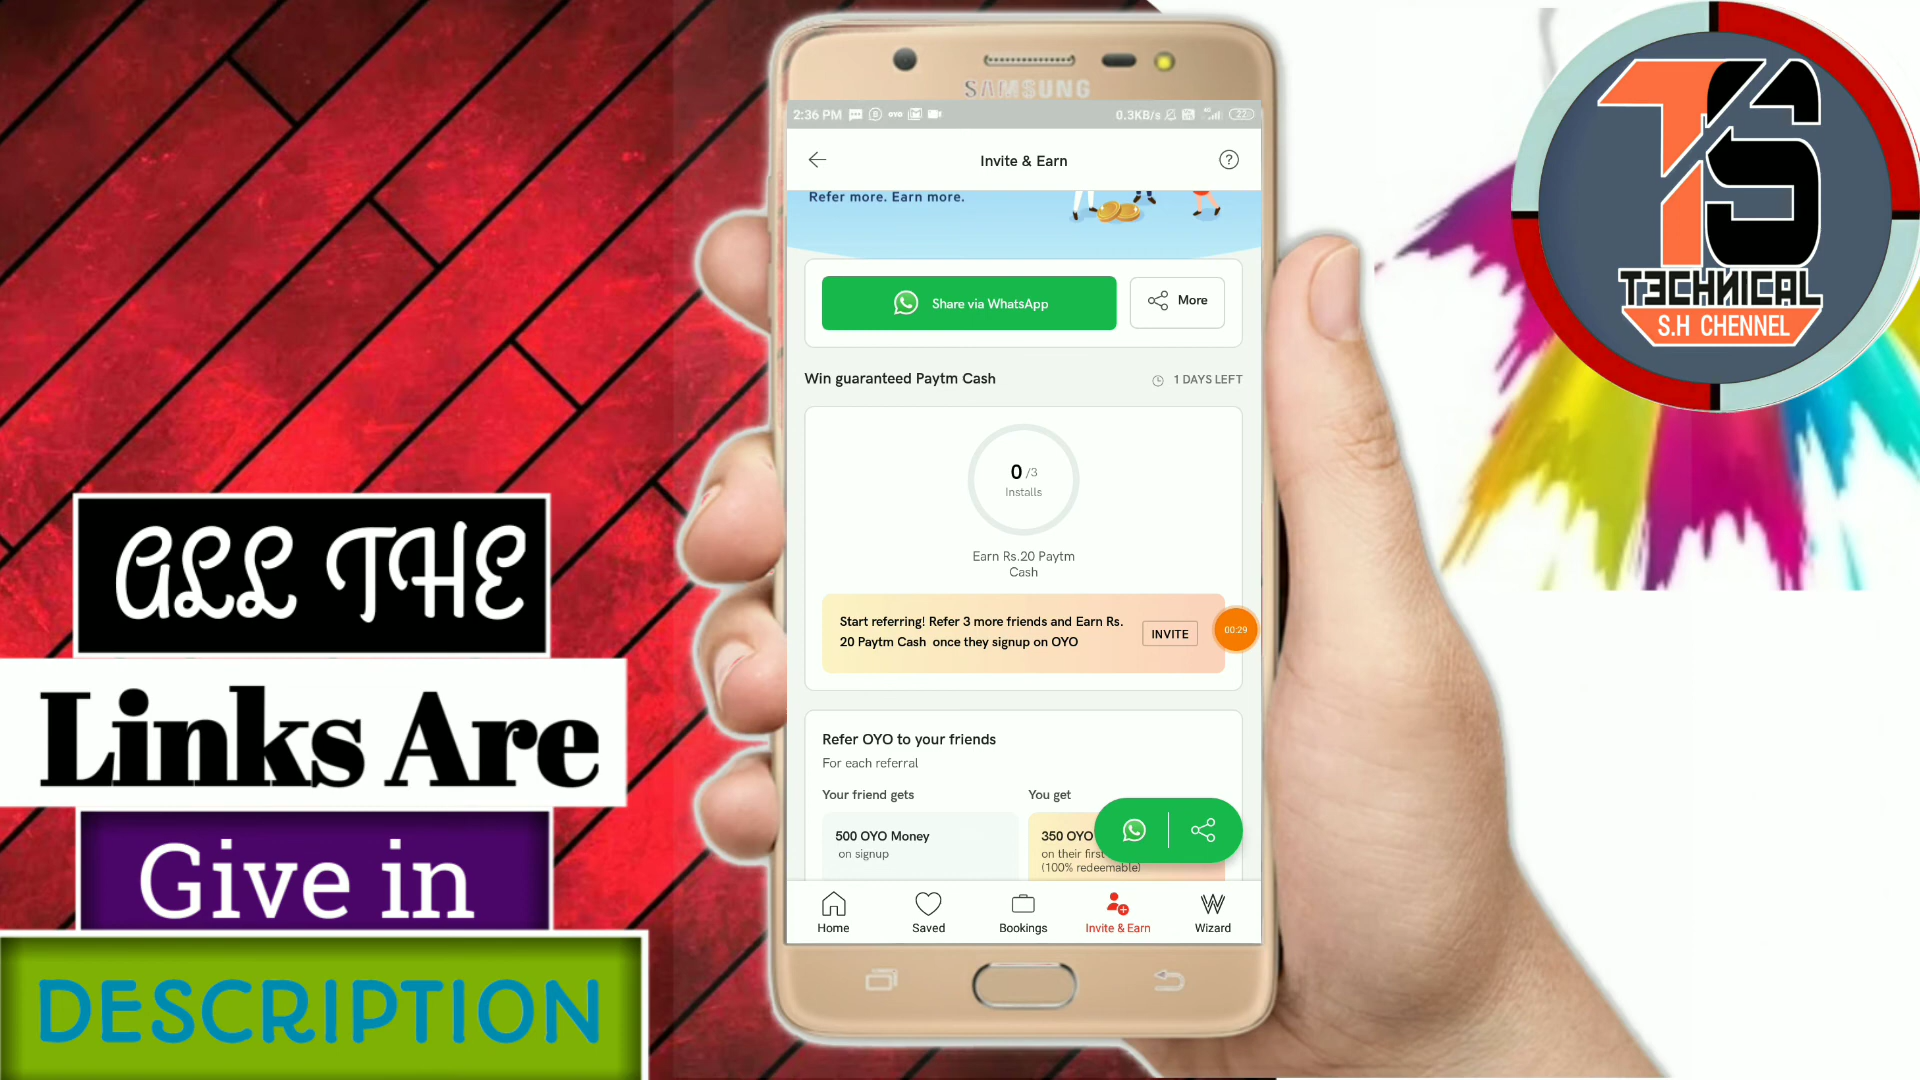 ALL THE
Links Are
Give in
DESCRIPTION
SAMSUNG
2:36 PM
0.3KB/s
22
Invite & Earn
Refer more. Earn more.
Share via WhatsApp
More
Win guaranteed Paytm Cash
1 DAYS LEFT
0 /3
Installs
Earn Rs.20 Paytm
Cash
Start referring! Refer 3 more friends and Earn Rs.
20 Paytm Cash once they signup on OYO
INVITE
00:29
Refer OYO to your friends
For each referral
Your friend gets
You get
500 OYO Money
on signup
350 OYO
on their first
(100% redeemable)
Home
Saved
Bookings
Invite & Earn
Wizard
TS
TECHNICAL
S.H CHENNEL